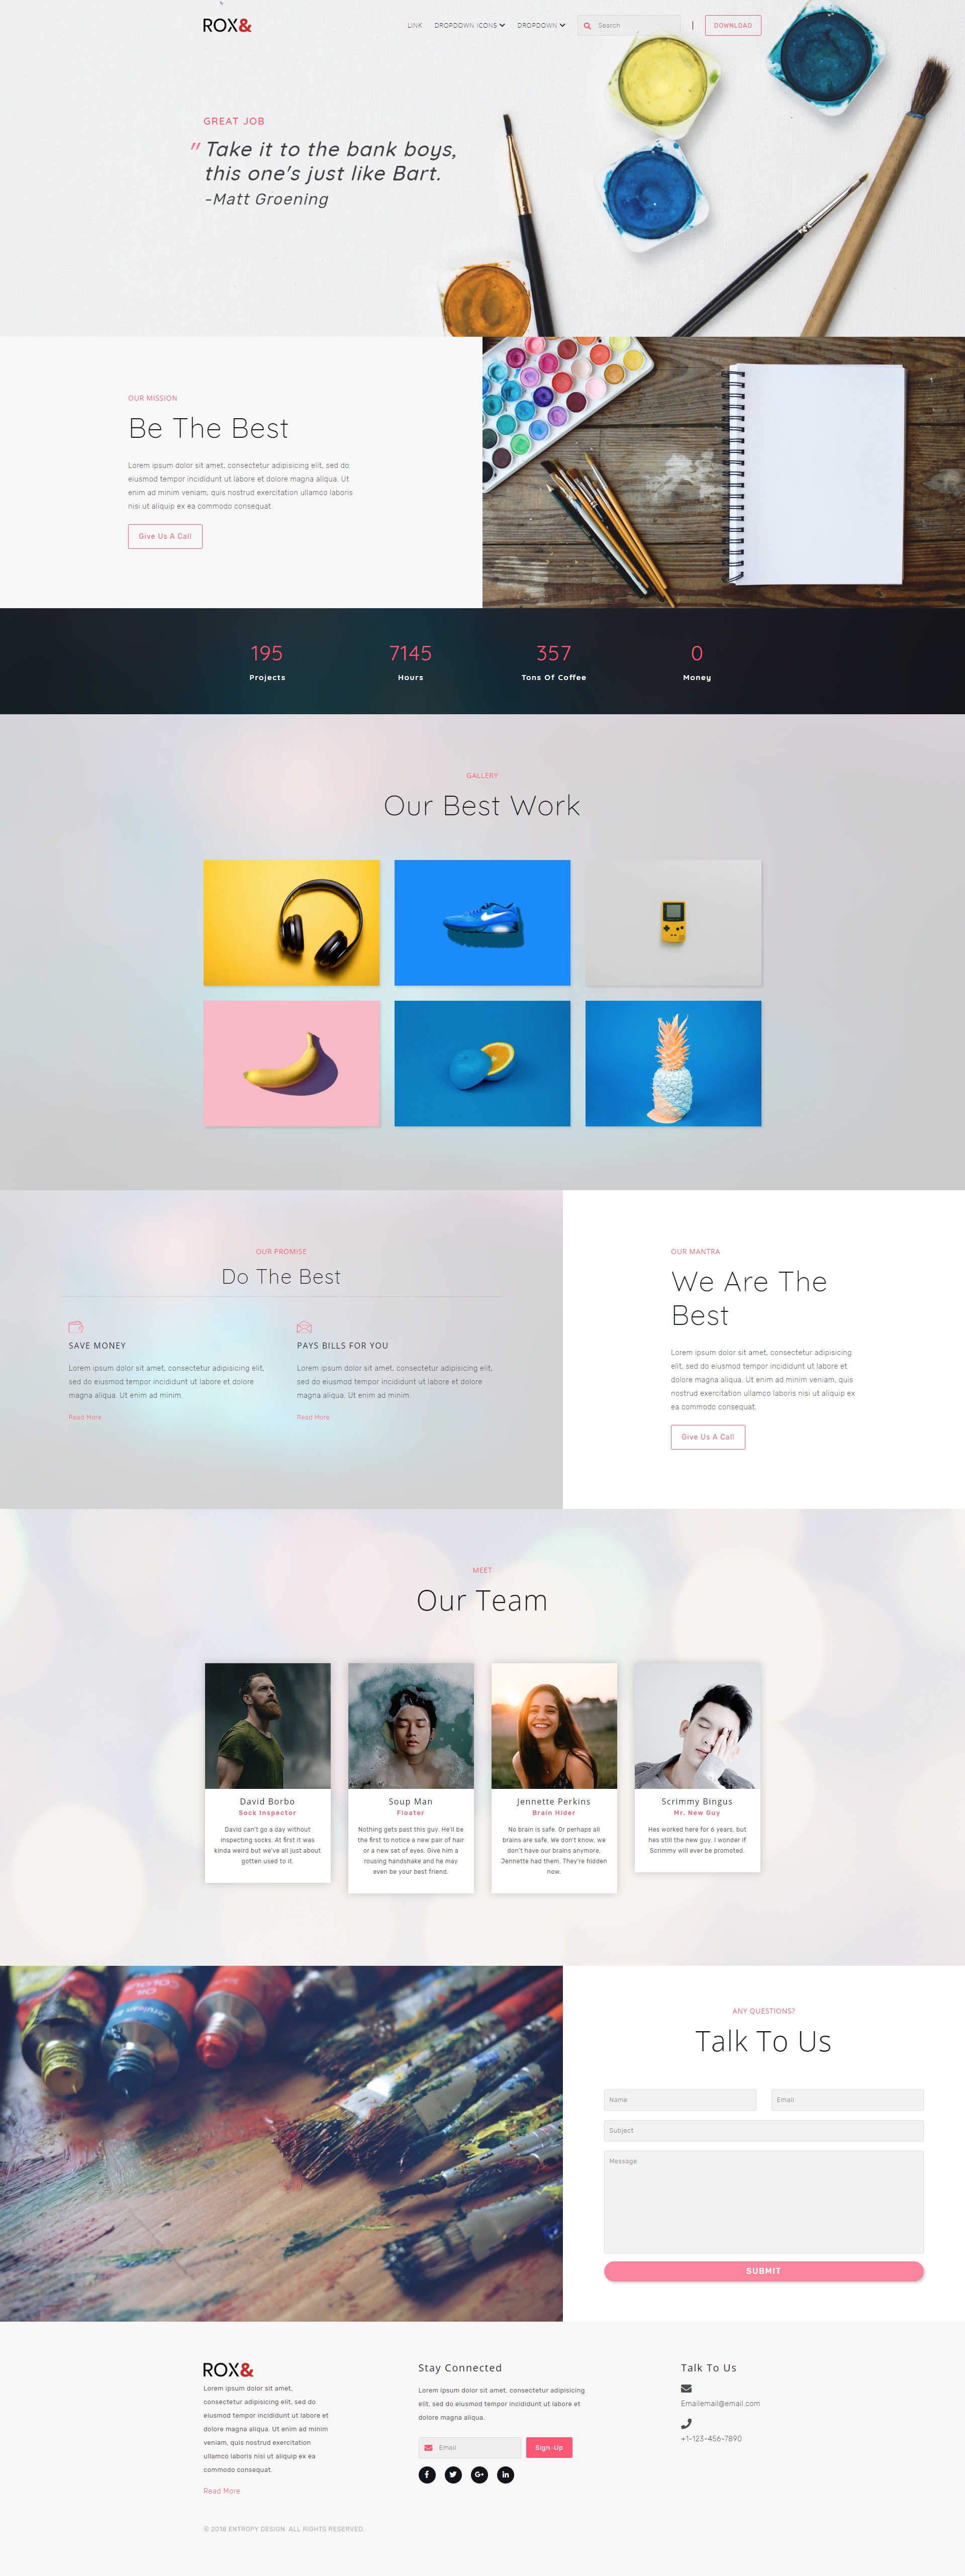 ROX&
LINK DROPDOWN ICONS DROPDOWN Search | DOWNLOAD
GREAT JOB
" Take it to the bank boys,
this one's just like Bart.
-Matt Groening
OUR MISSION
Be The Best
Lorem ipsum dolor sit amet, consectetur adipisicing elit, sed do
eiusmod tempor incididunt ut labore et dolore magna aliqua. Ut
enim ad minim veniam, quis nostrud exercitation ullamco laboris
nisi ut aliquip ex ea commodo consequat.
Give Us A Call
195 7145 357 0
Projects Hours Tons Of Coffee Money
GALLERY
Our Best Work
OUR PROMISE
Do The Best
SAVE MONEY
Lorem ipsum dolor sit amet, consectetur adipisicing elit,
sed do eiusmod tempor incididunt ut labore et dolore
magna aliqua. Ut enim ad minim.
Read More
PAYS BILLS FOR YOU
Lorem ipsum dolor sit amet, consectetur adipisicing elit,
sed do eiusmod tempor incididunt ut labore et dolore
magna aliqua. Ut enim ad minim.
Read More
OUR MANTRA
We Are The
Best
Lorem ipsum dolor sit amet, consectetur adipisicing
elit, sed do eiusmod tempor incididunt ut labore et
dolore magna aliqua. Ut enim ad minim veniam, quis
nostrud exercitation ullamco laboris nisi ut aliquip ex
ea commodo consequat.
Give Us A Call
MEET
Our Team
David Borbo
Sock Inspector
David can't go a day without
inspecting socks. At first it was
kinda weird but we've all just about
gotten used to it.
Soup Man
Floater
Nothing gets past this guy. He'll be
the first to notice a new pair of hair
or a new set of eyes. Give him a
rousing handshake and he may
even be your best friend.
Jennette Perkins
Brain Hider
No brain is safe. Or perhaps all
brains are safe. We don't know, we
don't have our brains anymore,
Jennette had them. They're hidden
now.
Scrimmy Bingus
Mr. New Guy
Hes worked here for 6 years, but
hes still the new guy. I wonder if
Scrimmy will ever be promoted.
OIL
COLOUR
Cerulean
ANY QUESTIONS?
Talk To Us
Name Email
Subject
Message
SUBMIT
ROX&
Lorem ipsum dolor sit amet,
consectetur adipisicing elit, sed do
eiusmod tempor incididunt ut labore et
dolore magna aliqua. Ut enim ad minim
veniam, quis nostrud exercitation
ullamco laboris nisi ut aliquip ex ea
commodo consequat.
Read More
Stay Connected
Lorem ipsum dolor sit amet, consectetur adipisicing
elit, sed do eiusmod tempor incididunt ut labore et
dolore magna aliqua.
Email Sign-Up
Talk To Us
Emailemail@email.com
+1-123-456-7890
© 2018 ENTROPY DESIGN. ALL RIGHTS RESERVED.